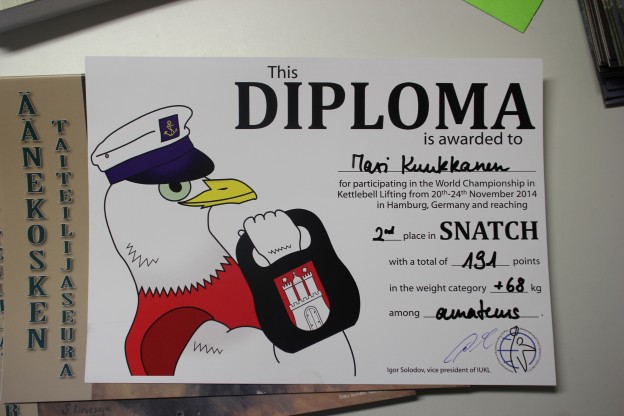 This
DIPLOMA
is awarded to
Mari Kuukkanen
for participating in the World Championship in
Kettlebell Lifting from 20th-24th November 2014
in Hamburg, Germany and reaching
2nd place in SNATCH
with a total of 191 points
in the weight category +68 kg
among amateurs .
Igor Solodov, vice president of IUKL
ÄÄNEKOSKEN
TAITEILIJASEURA